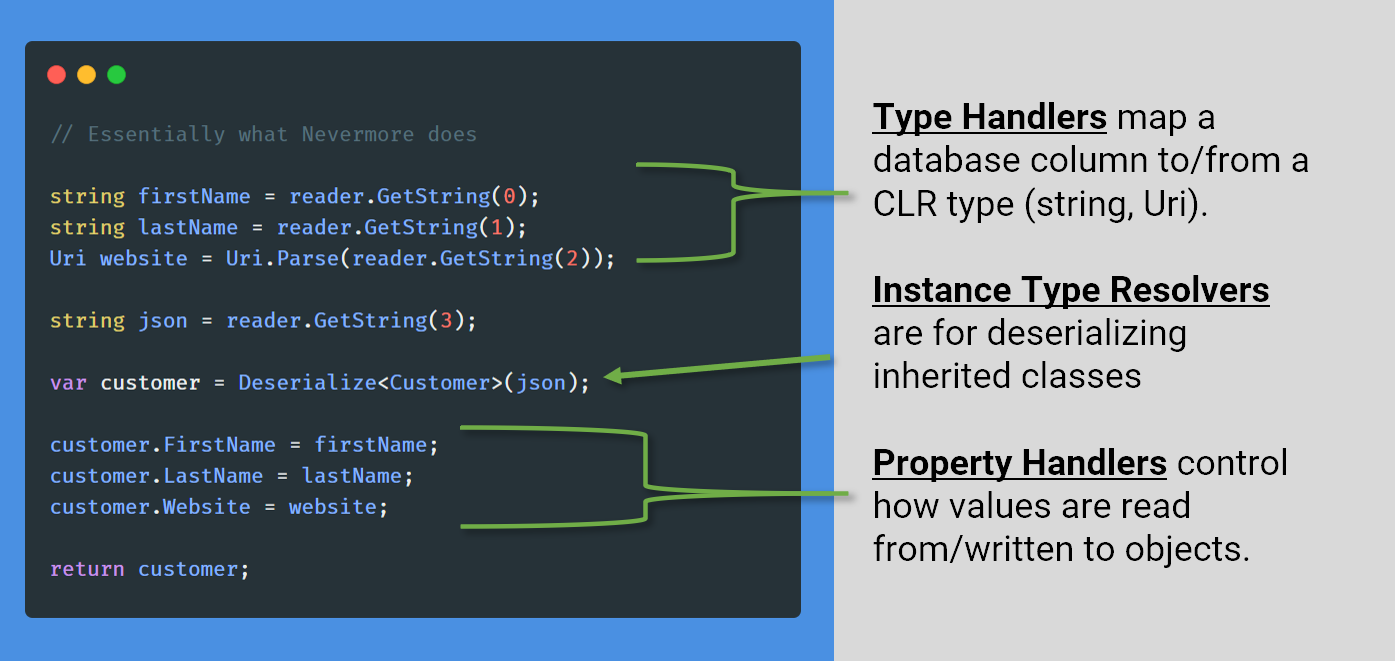 // Essentially what Nevermore does
string firstName = reader.GetString(0);
string lastName = reader.GetString(1);
Uri website = Uri.Parse(reader.GetString(2));
string json = reader.GetString(3);
var customer = Deserialize<Customer>(json);
customer.FirstName = firstName;
customer.LastName = lastName;
customer.Website = website;
return customer;
Type Handlers map a
database column to/from a
CLR type (string, Uri).
Instance Type Resolvers
are for deserializing
inherited classes
Property Handlers control
how values are read
from/written to objects.